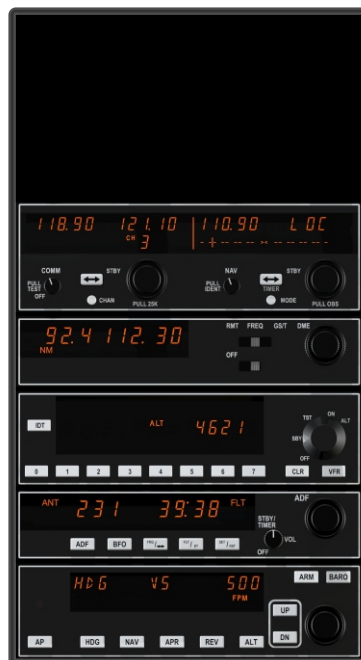 118.90 121.10 110.90 LOC
CH 3
COMM STBY NAV STBY
PULL TEST PULL IDENT TIMER
OFF CHAN PULL 25K MODE PULL OBS
RMT FREQ GS/T DME
92.4 112.30
NM OFF
TST ON ALT
IDT ALT 4621 SBY
OFF
0 1 2 3 4 5 6 7 CLR VFR
ANT 231 39:38 FLT ADF
STBY/TIMER VOL
ADF BFO OFF
HDG VS 500 ARM BARO
FPM UP
AP HDG NAV APR REV ALT DN